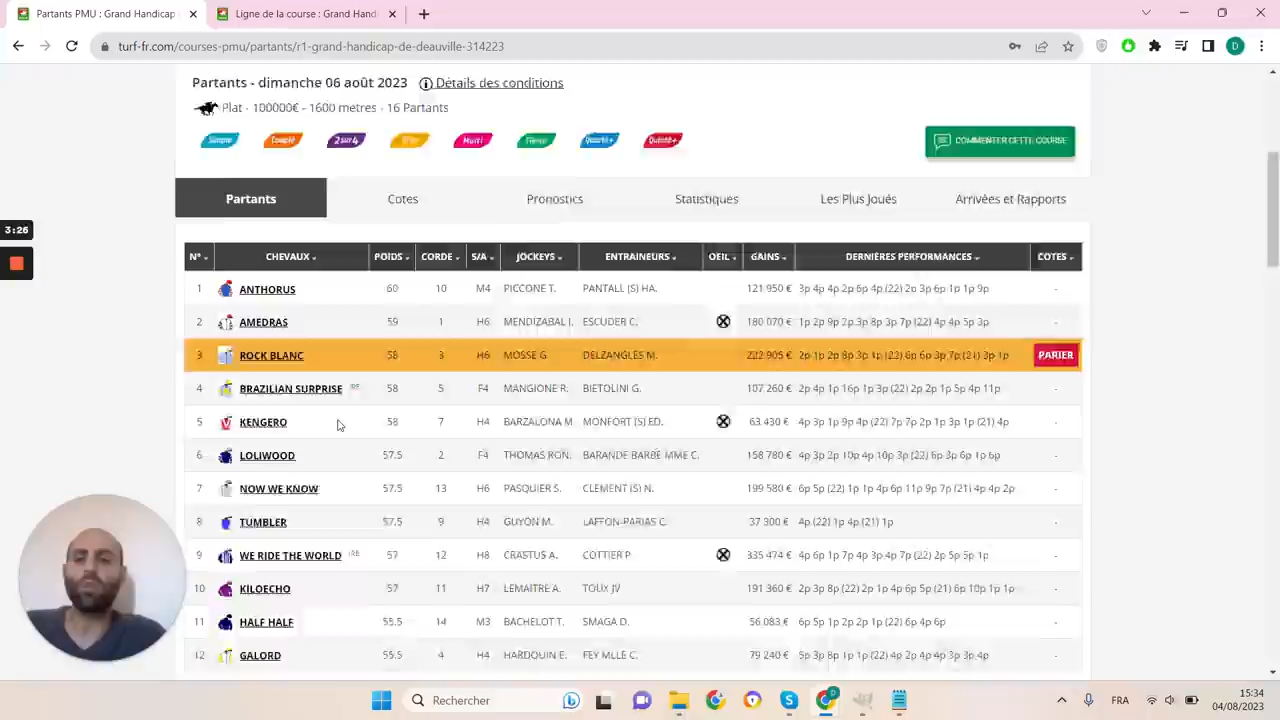 Partants PMU : Grand Handicap
Ligne de la course : Grand Hand
turf-fr.com/courses-pmu/partants/r1-grand-handicap-de-deauville-314223
Partants - dimanche 06 août 2023 Détails des conditions
Plat - 100000€ - 1600 metres - 16 Partants
Simple Couplé 2sur4 Multi Tiercé Quarté+ Quinté+
COMMENTER CETTE COURSE
Partants Cotes Pronostics Statistiques Les Plus Joués Arrivées et Rapports
3:26
N° CHEVAUX POIDS CORDE S/A JOCKEYS ENTRAINEURS OEIL GAINS DERNIÈRES PERFORMANCES COTES
1 ANTHORUS 60 10 M4 PICCONE T. PANTALL (S) HA. 121 950 € 3p 4p 4p 2p 6p 4p (22) 2p 3p 6p 1p 1p 9p -
2 AMEDRAS 59 1 H6 MENDIZABAL I. ESCUDER C. 180 070 € 1p 2p 9p 2p 3p 8p 3p 7p (22) 4p 4p 5p 3p -
3 ROCK BLANC 58 3 H6 MOSSE G. DELZANGLES M. 222 905 € 2p 1p 2p 8p 3p 4p (22) 6p 6p 3p 7p (21) 3p 1p PARIER
4 BRAZILIAN SURPRISE 58 5 F4 MANGIONE R. BIETOLINI G. 107 260 € 2p 4p 1p 16p 1p 3p (22) 2p 2p 1p 5p 4p 11p -
5 KENGERO 58 7 H4 BARZALONA M. MONFORT (S) ED. 63 430 € 4p 3p 1p 9p 4p (22) 7p 7p 2p 1p 3p 1p (21) 4p -
6 LOLIWOOD 57.5 2 F4 THOMAS RON. BARANDE BARBE MME C. 158 780 € 4p 3p 2p 10p 4p 10p 3p (22) 6p 3p 6p 1p 6p -
7 NOW WE KNOW 57.5 13 H6 PASQUIER S. CLEMENT (S) N. 199 580 € 6p 5p (22) 1p 1p 4p 6p 11p 9p 7p (21) 4p 4p 2p -
8 TUMBLER 57.5 9 H4 GUYON M. LAFFON-PARIAS C. 37 300 € 4p (22) 1p 4p (21) 1p -
9 WE RIDE THE WORLD 57 12 H8 CRASTUS A. COTTIER P. 335 474 € 4p 6p 1p 7p 4p 3p 4p 7p (22) 2p 5p 5p 1p -
10 KILOECHO 57 11 H7 LEMAITRE A. TOUX JV 191 360 € 2p 3p 8p (22) 2p 1p 4p 6p 5p (21) 6p 10p 1p 1p -
11 HALF HALF 55.5 14 M3 BACHELOT T. SMAGA D. 56 083 € 6p 5p 1p 2p 2p 1p (22) 6p 4p 6p -
12 GALORD 55.5 4 H4 HARDOUIN E. FEY MLLE C. 79 240 € 5p 3p 8p 1p 1p (22) 4p 2p 4p 4p 3p 3p 4p -
Rechercher
FRA
15:34
04/08/2023